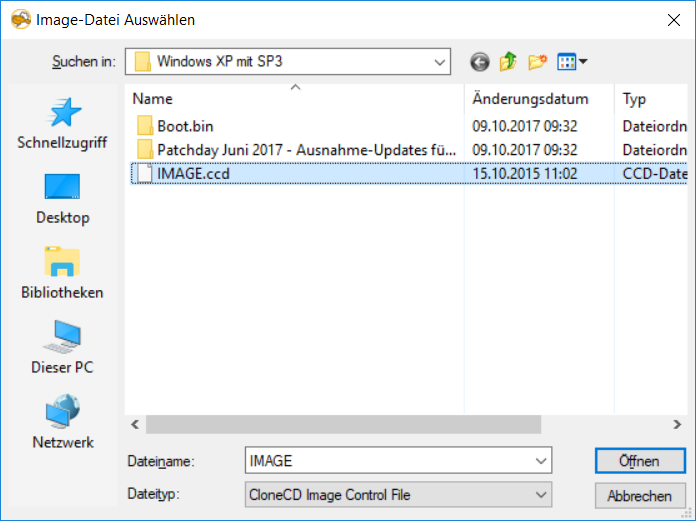 Image-Datei Auswählen
Suchen in:
Windows XP mit SP3
Name
Änderungsdatum
Typ
Boot.bin
09.10.2017 09:32
Dateiordn
Patchday Juni 2017 - Ausnahme-Updates fü...
09.10.2017 09:32
Dateiordn
IMAGE.ccd
15.10.2015 11:02
CCD-Date
Schnellzugriff
Desktop
Bibliotheken
Dieser PC
Netzwerk
Dateiname:
IMAGE
Öffnen
Dateityp:
CloneCD Image Control File
Abbrechen